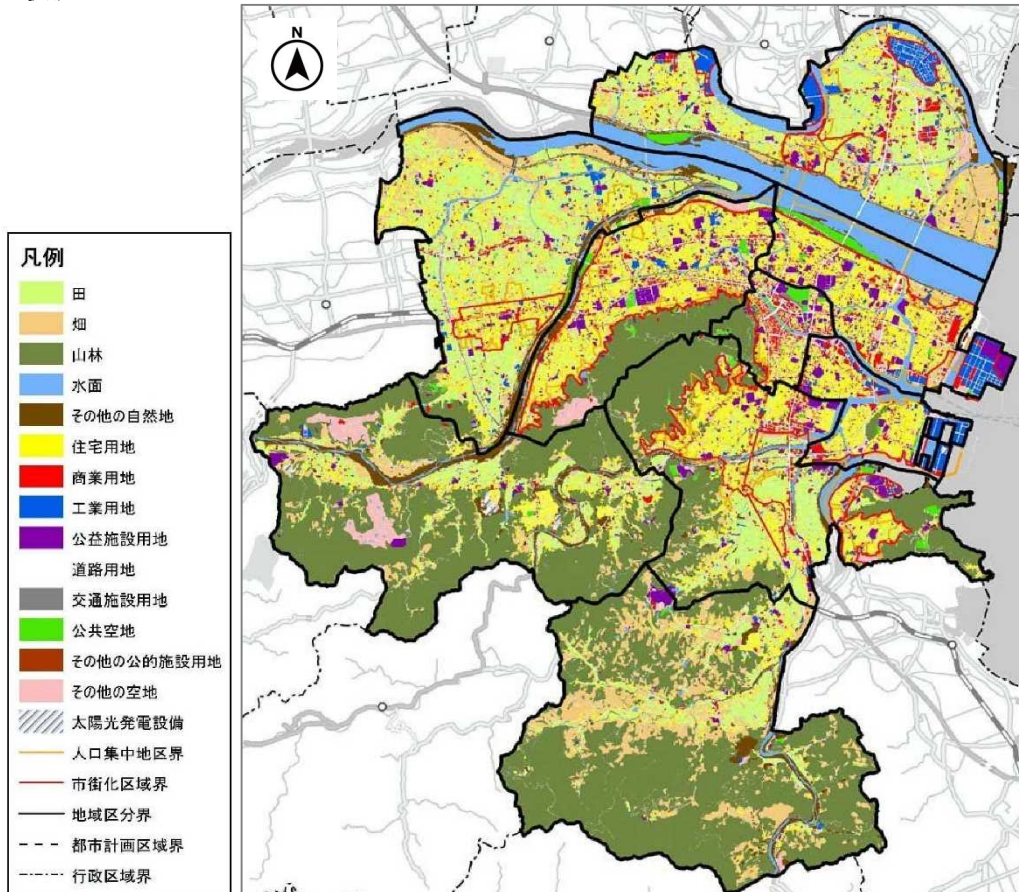 N
凡例
田
畑
山林
水面
その他の自然地
住宅用地
商業用地
工業用地
公益施設用地
道路用地
交通施設用地
公共空地
その他の公的施設用地
その他の空地
太陽光発電設備
人口集中地区界
市街化区域界
地域区分界
都市計画区域界
行政区域界